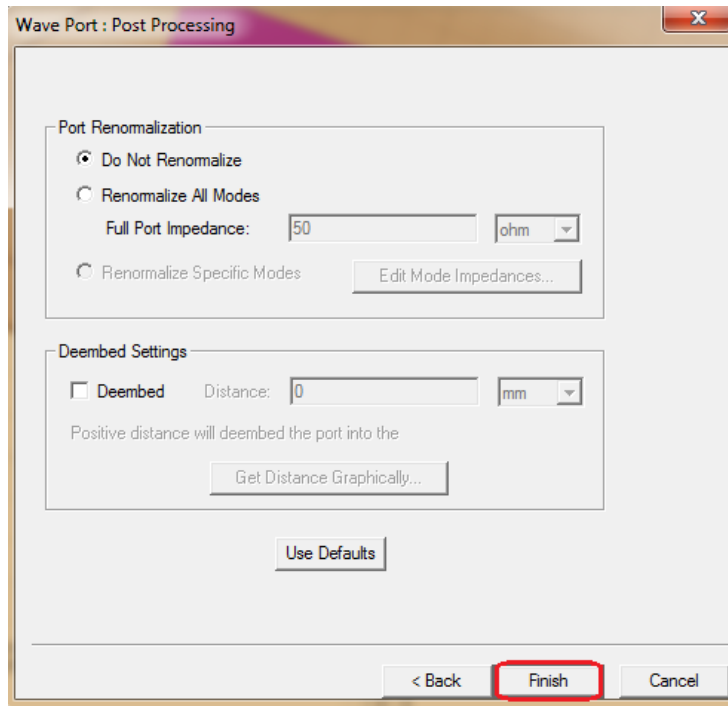 Wave Port : Post Processing
Port Renormalization
Do Not Renormalize
Renormalize All Modes
Full Port Impedance: 50 ohm
Renormalize Specific Modes Edit Mode Impedances...
Deembed Settings
Deembed Distance: 0 mm
Positive distance will deembed the port into the
Get Distance Graphically...
Use Defaults
< Back Finish Cancel